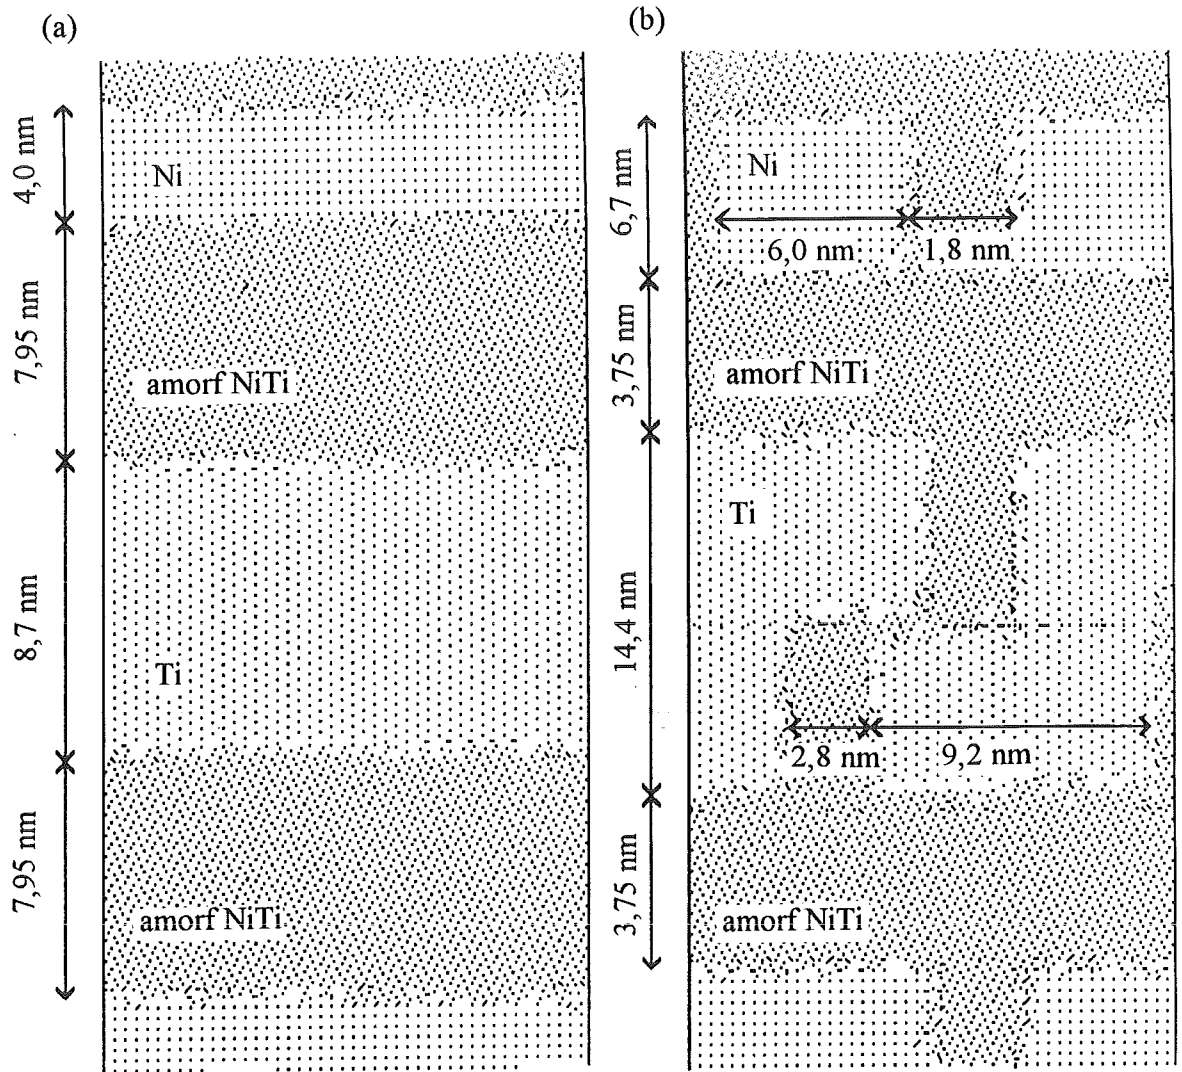 (a)
4,0 nm
Ni
7,95 nm
amorf NiTi
8,7 nm
Ti
7,95 nm
amorf NiTi
(b)
6,7 nm
Ni
6,0 nm
1,8 nm
3,75 nm
amorf NiTi
14,4 nm
Ti
2,8 nm
9,2 nm
3,75 nm
amorf NiTi